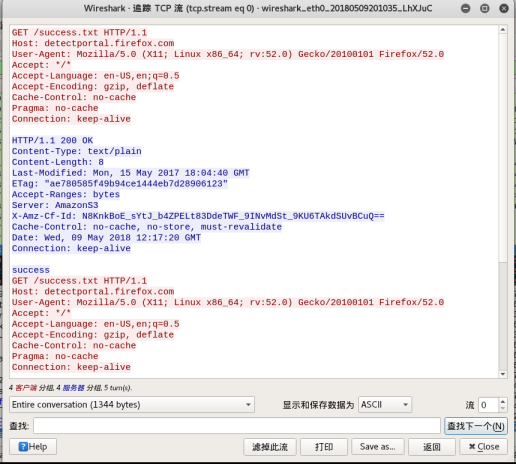 Wireshark · 追踪 TCP 流 (tcp.stream eq 0) · wireshark_eth0_20180509201035_LhXJuC
GET /success.txt HTTP/1.1
Host: detectportal.firefox.com
User-Agent: Mozilla/5.0 (X11; Linux x86_64; rv:52.0) Gecko/20100101 Firefox/52.0
Accept: */*
Accept-Language: en-US,en;q=0.5
Accept-Encoding: gzip, deflate
Cache-Control: no-cache
Pragma: no-cache
Connection: keep-alive
HTTP/1.1 200 OK
Content-Type: text/plain
Content-Length: 8
Last-Modified: Mon, 15 May 2017 18:04:40 GMT
ETag: "ae780585f49b94ce1444eb7d28906123"
Accept-Ranges: bytes
Server: AmazonS3
X-Amz-Cf-Id: N8KnkBoE_sYtJ_b4ZPELt83DdeTWF_9INvMdSt_9KU6TAkdSUvBCuQ==
Cache-Control: no-cache, no-store, must-revalidate
Date: Wed, 09 May 2018 12:17:20 GMT
Connection: keep-alive
success
GET /success.txt HTTP/1.1
Host: detectportal.firefox.com
User-Agent: Mozilla/5.0 (X11; Linux x86_64; rv:52.0) Gecko/20100101 Firefox/52.0
Accept: */*
Accept-Language: en-US,en;q=0.5
Accept-Encoding: gzip, deflate
Cache-Control: no-cache
Pragma: no-cache
Connection: keep-alive
4 客户端 分组, 4 服务器 分组, 5 turn(s).
Entire conversation (1344 bytes) 显示和保存数据为 ASCII 流 0
查找: 查找下一个(N)
Help 滤掉此流 打印 Save as... 返回 Close